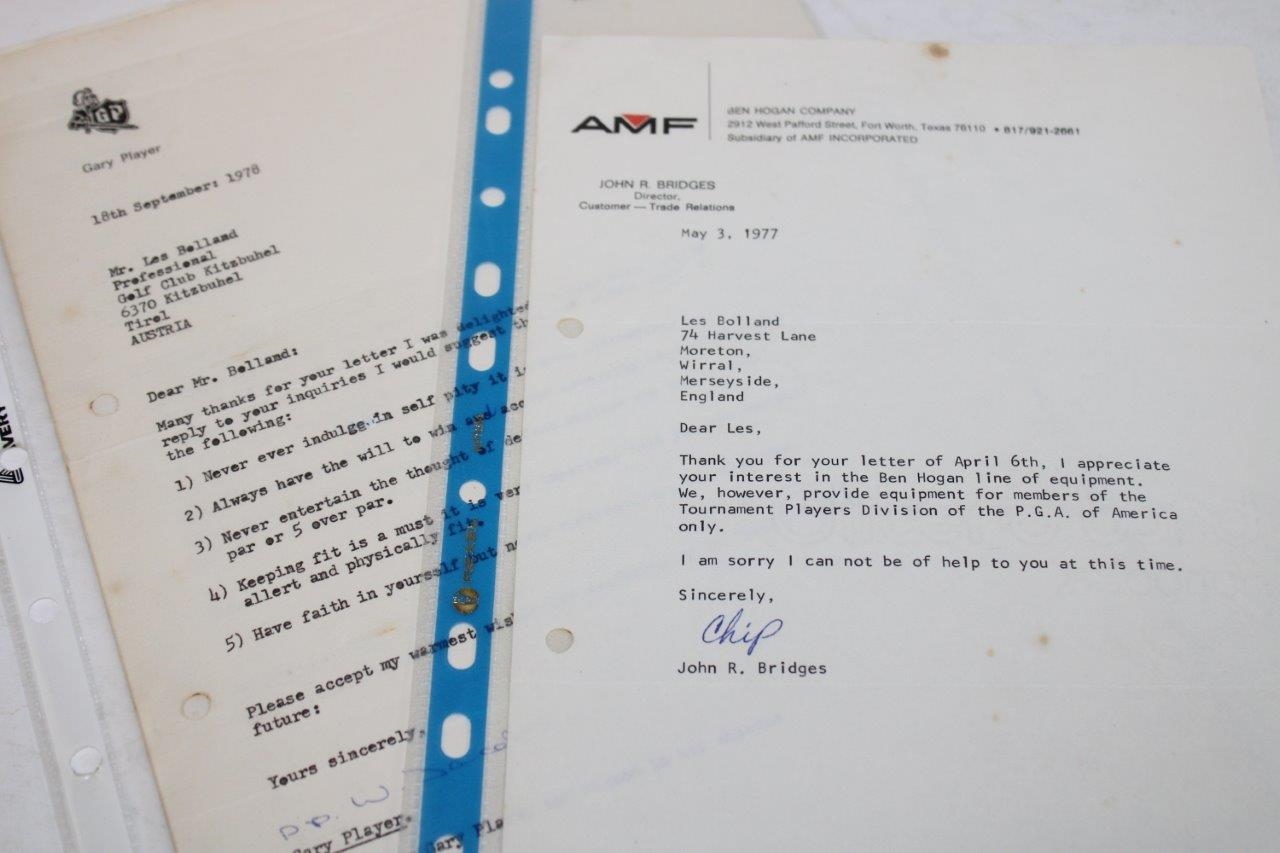 GP
Gary Player
18th September: 1978
Mr. Les Bolland
Professional
Golf Club Kitzbuhel
6370 Kitzbuhel
Tirol
AUSTRIA
Dear Mr. Bolland:
Many thanks for your letter I was delighted
reply to your inquiries I would suggest
the following:
1) Never ever indulge in self pity it
2) Always have the will to win and
3) Never entertain the thought of
par or 5 over par.
4) Keeping fit is a must it is
allert and physically fit.
5) Have faith in yourself but
Please accept my warmest
future:
Yours sincerely,
p.p. W.
Gary Player.
AMF
BEN HOGAN COMPANY
2912 West Pafford Street, Fort Worth, Texas 76110 • 817/921-2661
Subsidiary of AMF INCORPORATED
JOHN R. BRIDGES
Director,
Customer — Trade Relations
May 3, 1977
Les Bolland
74 Harvest Lane
Moreton,
Wirral,
Merseyside,
England
Dear Les,
Thank you for your letter of April 6th, I appreciate
your interest in the Ben Hogan line of equipment.
We, however, provide equipment for members of the
Tournament Players Division of the P.G.A. of America
only.
I am sorry I can not be of help to you at this time.
Sincerely,
Chip
John R. Bridges